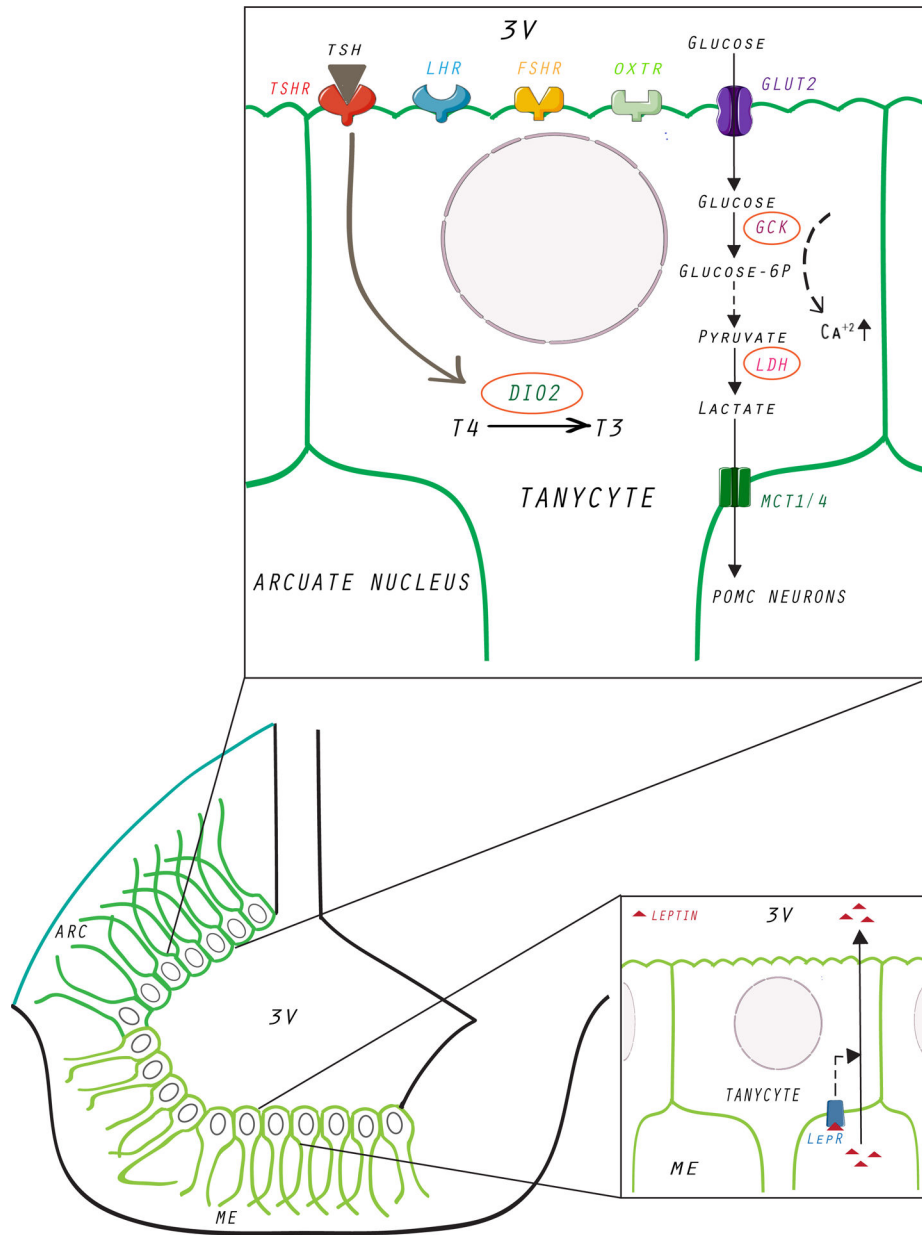 3V
TSH
GLUCOSE
TSHR
LHR
FSHR
OXTR
GLUT2
GLUCOSE
GCK
GLUCOSE-6P
CA+2
PYRUVATE
LDH
DIO2
LACTATE
T4
T3
TANYCYTE
MCT1/4
ARCUATE NUCLEUS
POMC NEURONS
ARC
3V
ME
LEPTIN
3V
TANYCYTE
LEPR
ME